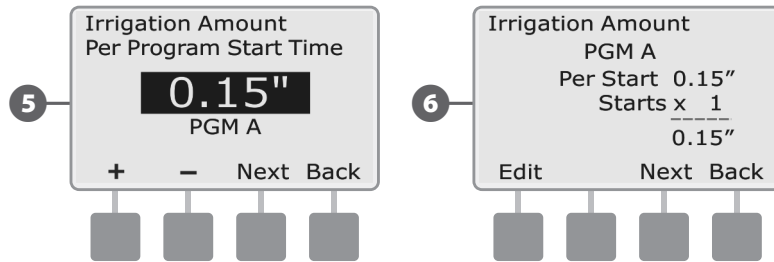 Irrigation Amount
Per Program Start Time
5
0.15"
PGM A
+ – Next Back
Irrigation Amount
PGM A
6
Per Start 0.15″
Starts x 1
0.15″
Edit Next Back